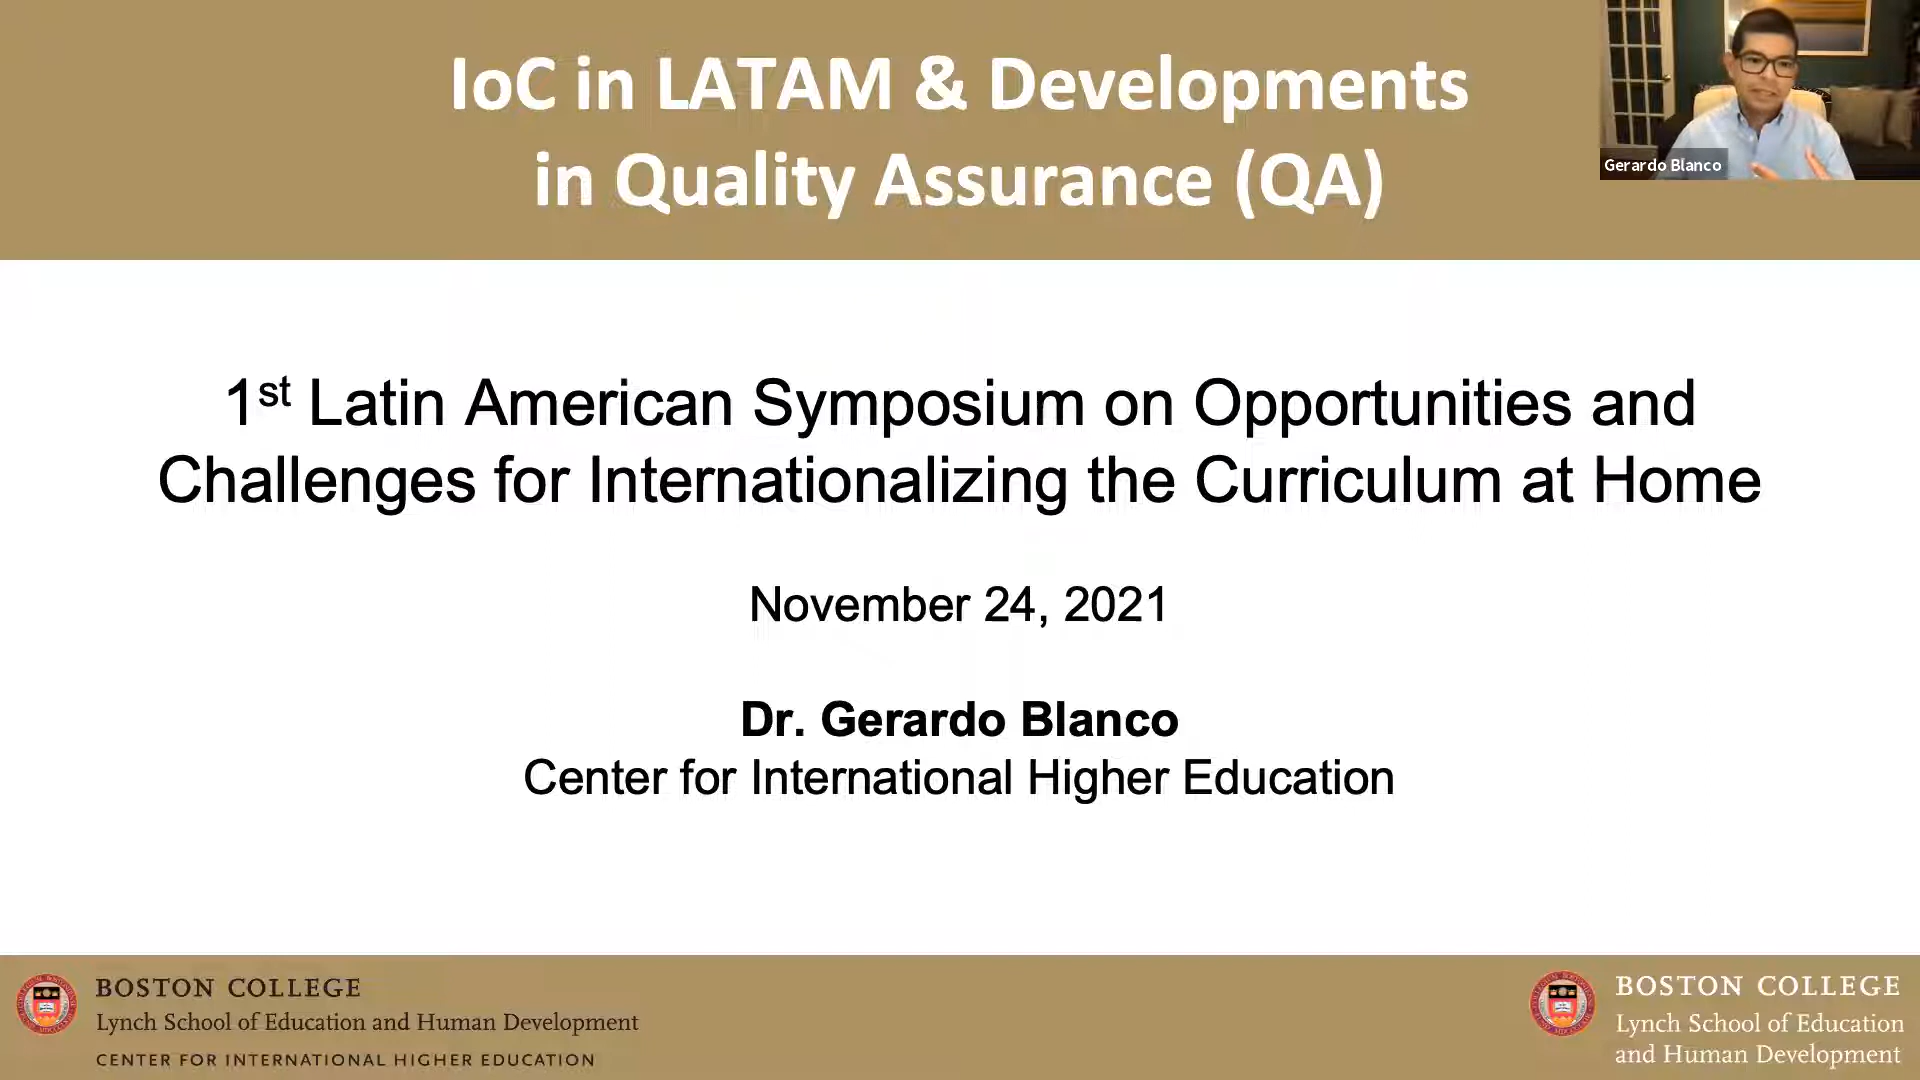 IoC in LATAM & Developments
in Quality Assurance (QA)
Gerardo Blanco
1st Latin American Symposium on Opportunities and
Challenges for Internationalizing the Curriculum at Home
November 24, 2021
Dr. Gerardo Blanco
Center for International Higher Education
BOSTON COLLEGE
Lynch School of Education and Human Development
CENTER FOR INTERNATIONAL HIGHER EDUCATION
BOSTON COLLEGE
Lynch School of Education
and Human Development